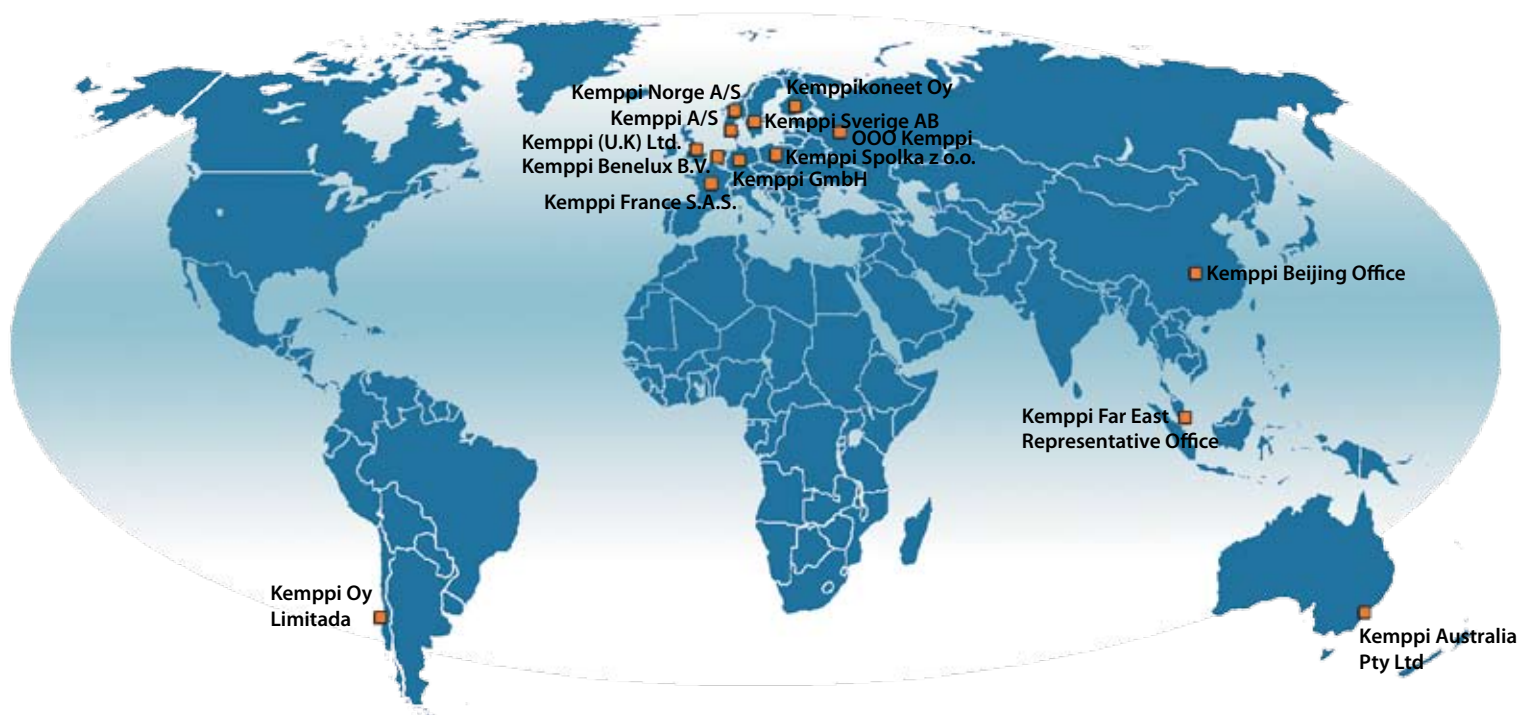 Kemppi Norge A/S
Kemppikoneet Oy
Kemppi A/S
Kemppi Sverige AB
OOO Kemppi
Kemppi (U.K) Ltd.
Kemppi Spolka z o.o.
Kemppi Benelux B.V.
Kemppi GmbH
Kemppi France S.A.S.
Kemppi Beijing Office
Kemppi Far East
Representative Office
Kemppi Oy
Limitada
Kemppi Australia
Pty Ltd